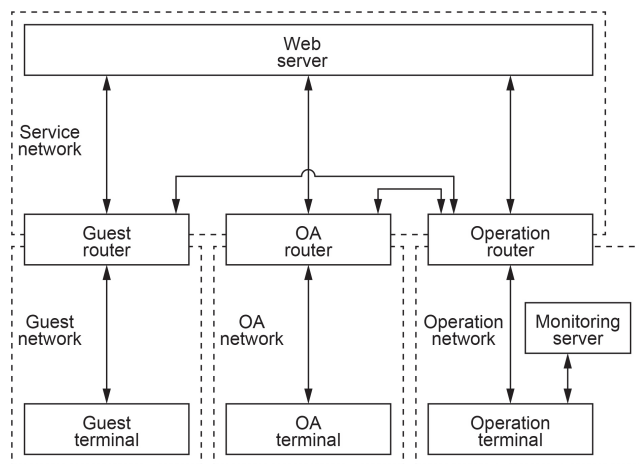 Web
server
Service
network
Guest
router
OA
router
Operation
router
Guest
network
OA
network
Operation
network
Monitoring
server
Guest
terminal
OA
terminal
Operation
terminal